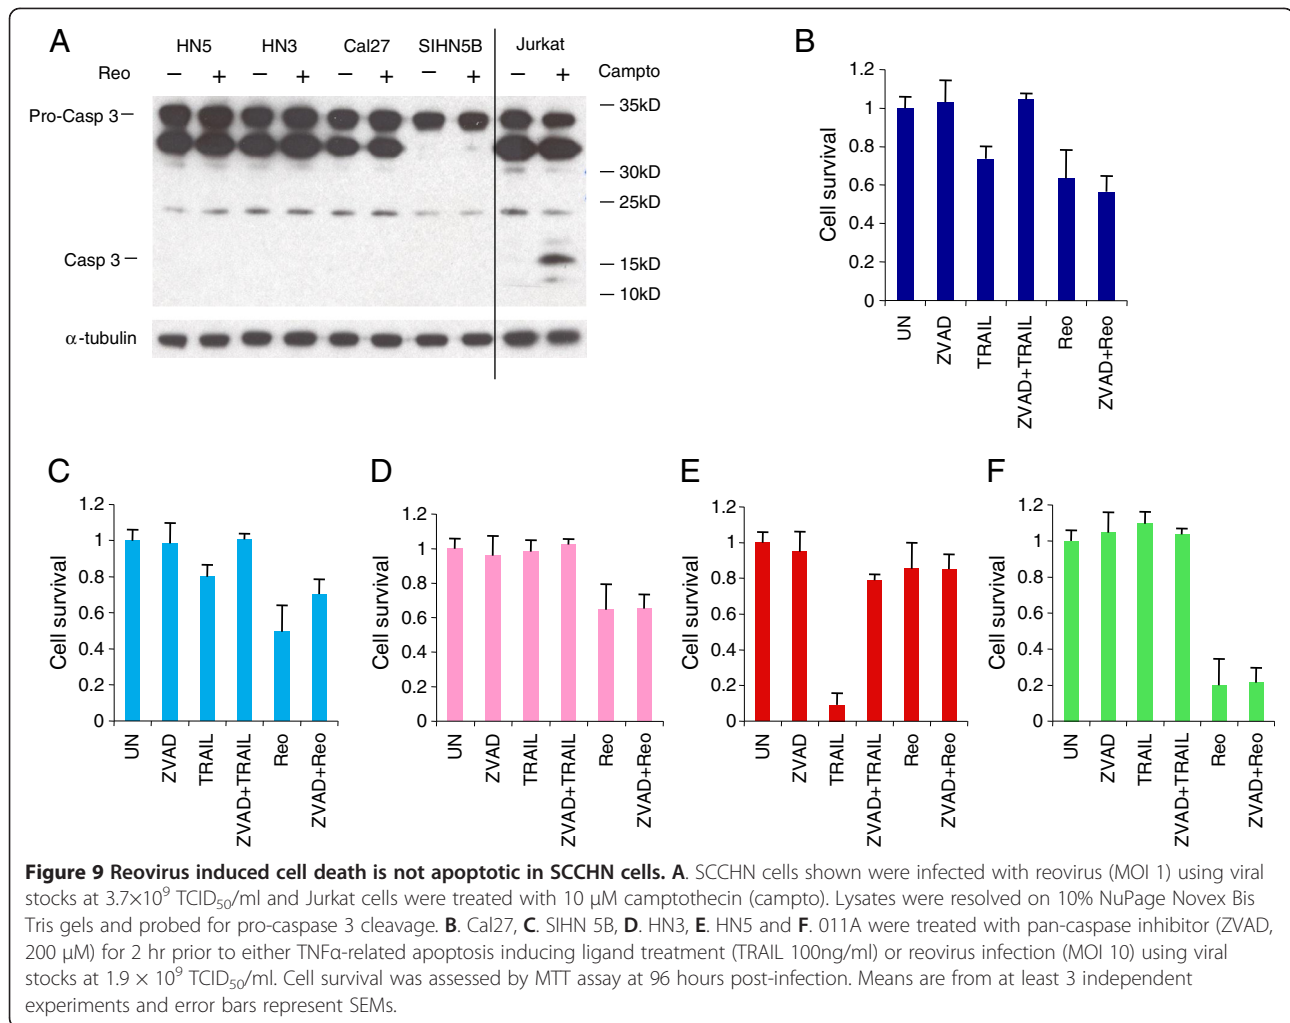 A
HN5 HN3 Cal27 SIHN5B Jurkat
Reo − + − + − + − + − + Campto
Pro-Casp 3 –
– 35kD
– 30kD
– 25kD
Casp 3 –
– 15kD
– 10kD
α-tubulin
B
Cell survival
1.2
1
0.8
0.6
0.4
0.2
0
UN ZVAD TRAIL ZVAD+TRAIL Reo ZVAD+Reo
C
Cell survival
1.2
1
0.8
0.6
0.4
0.2
0
UN ZVAD TRAIL ZVAD+TRAIL Reo ZVAD+Reo
D
Cell survival
1.2
1
0.8
0.6
0.4
0.2
0
UN ZVAD TRAIL ZVAD+TRAIL Reo ZVAD+Reo
E
Cell survival
1.2
1
0.8
0.6
0.4
0.2
0
UN ZVAD TRAIL ZVAD+TRAIL Reo ZVAD+Reo
F
Cell survival
1.2
1
0.8
0.6
0.4
0.2
0
UN ZVAD TRAIL ZVAD+TRAIL Reo ZVAD+Reo
Figure 9 Reovirus induced cell death is not apoptotic in SCCHN cells. A. SCCHN cells shown were infected with reovirus (MOI 1) using viral
stocks at 3.7×10⁹ TCID₅₀/ml and Jurkat cells were treated with 10 μM camptothecin (campto). Lysates were resolved on 10% NuPage Novex Bis
Tris gels and probed for pro-caspase 3 cleavage. B. Cal27, C. SIHN 5B, D. HN3, E. HN5 and F. 011A were treated with pan-caspase inhibitor (ZVAD,
200 μM) for 2 hr prior to either TNFα-related apoptosis inducing ligand treatment (TRAIL 100ng/ml) or reovirus infection (MOI 10) using viral
stocks at 1.9 × 10⁹ TCID₅₀/ml. Cell survival was assessed by MTT assay at 96 hours post-infection. Means are from at least 3 independent
experiments and error bars represent SEMs.